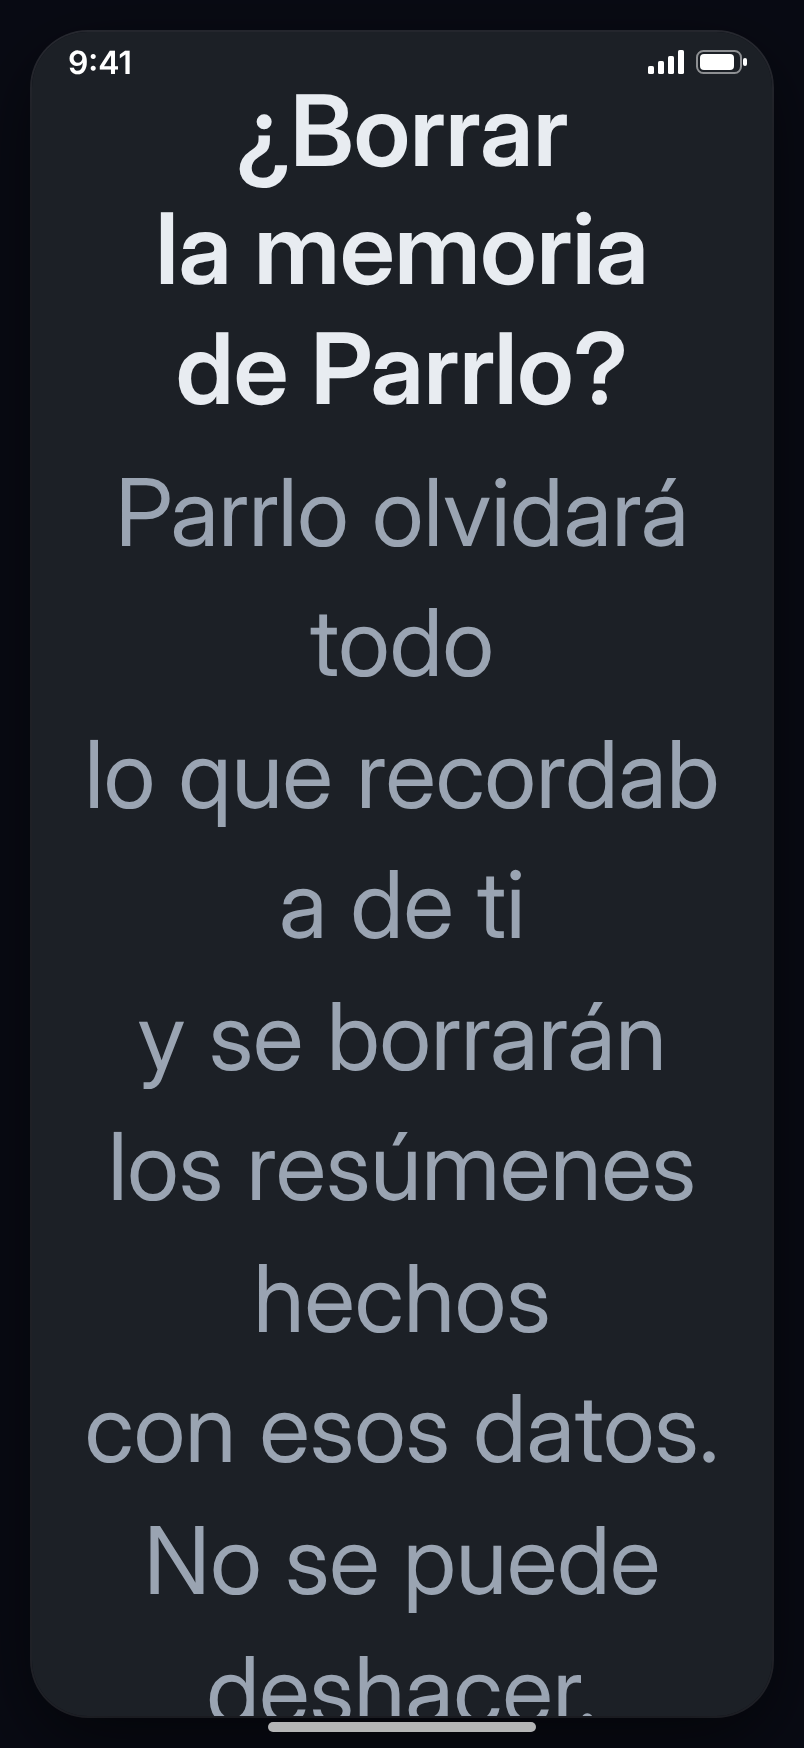 9:41
¿Borrar
la memoria
de Parrlo?
Parrlo olvidará
todo
lo que recordab
a de ti
y se borrarán
los resúmenes
hechos
con esos datos.
No se puede
deshacer.